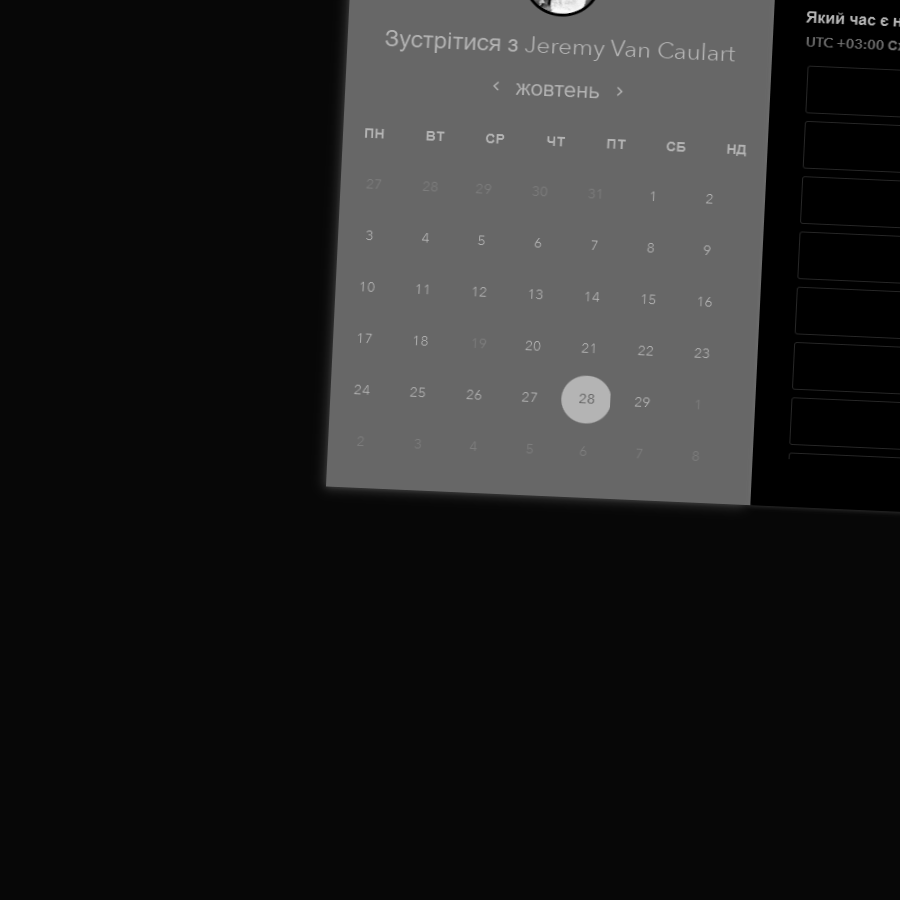 Зустрітися з Jeremy Van Caulart
‹ жовтень ›
ПН ВТ СР ЧТ ПТ СБ НД
27 28 29 30 31 1 2
3 4 5 6 7 8 9
10 11 12 13 14 15 16
17 18 19 20 21 22 23
24 25 26 27 28 29 1
2 3 4 5 6 7 8
Який час є н
UTC +03:00